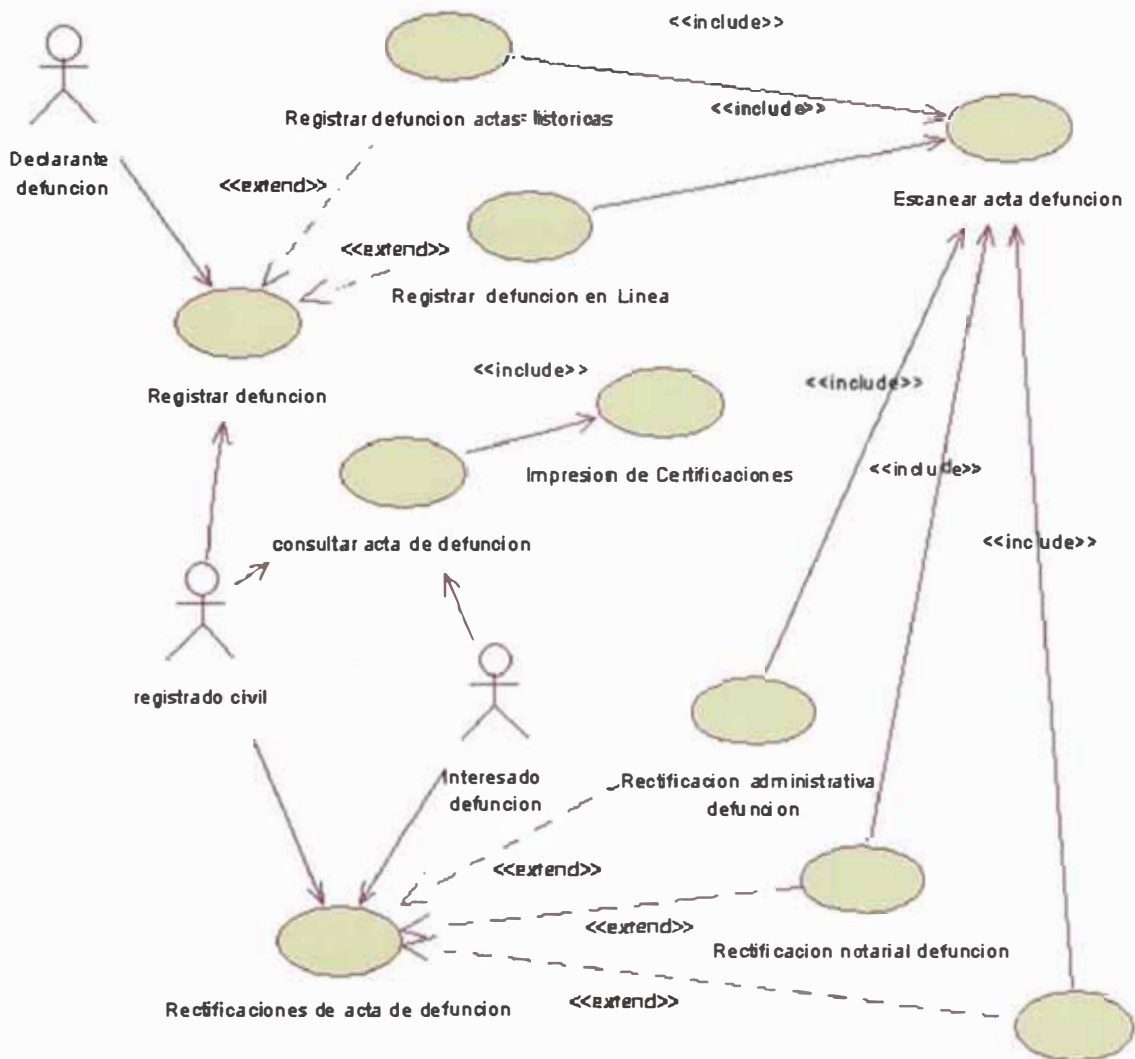 <<include>>
<<include>>
Registrar defuncion actas=historicas
Declarante
defuncion
<<extend>>
Escanear acta defuncion
<<extend>>
Registrar defuncion en Linea
<<include>>
<<include>>
Registrar defuncion
Impresion de Certificaciones
<<include>>
consultar acta de defuncion
<<include>>
registrado civil
Interesado
defuncion
Rectificacion administrativa
defuncion
<<extend>>
<<extend>>
Rectificacion notarial defuncion
<<extend>>
Rectificaciones de acta de defuncion